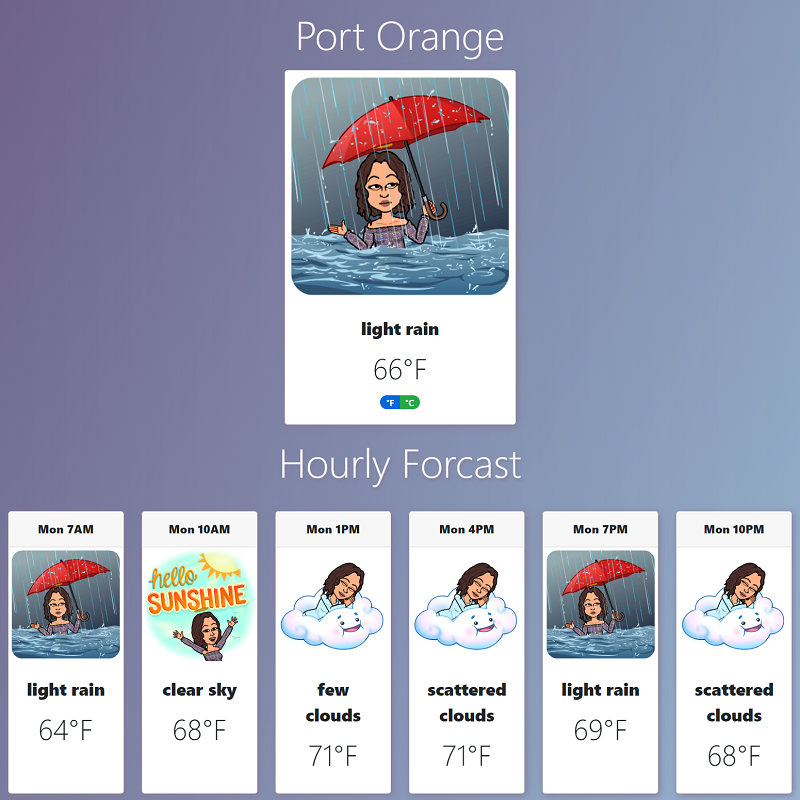 Port Orange
light rain
66°F
°F °C
Hourly Forcast
Mon 7AM
Mon 10AM
Mon 1PM
Mon 4PM
Mon 7PM
Mon 10PM
hello
SUNSHINE
light rain
64°F
clear sky
68°F
few
clouds
71°F
scattered
clouds
71°F
light rain
69°F
scattered
clouds
68°F